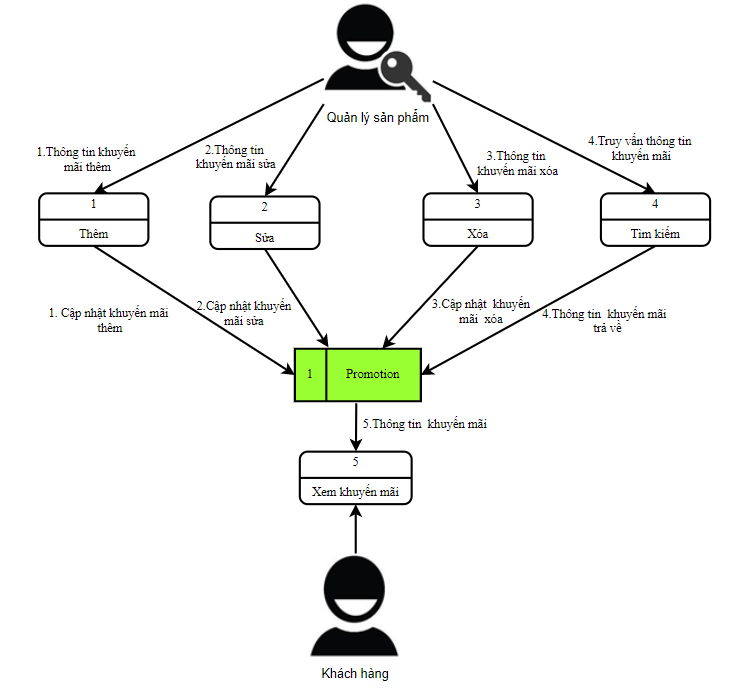 Quản lý sản phẩm
1.Thông tin khuyến
mãi thêm
2.Thông tin
khuyến mãi sửa
3.Thông tin
khuyến mãi xóa
4.Truy vấn thông tin
khuyến mãi
1
Thêm
2
Sửa
3
Xóa
4
Tìm kiếm
1. Cập nhật khuyến mãi
thêm
2.Cập nhật khuyến
mãi sửa
3.Cập nhật khuyến
mãi xóa
4.Thông tin khuyến mãi
trả về
1
Promotion
5.Thông tin khuyến mãi
5
Xem khuyến mãi
Khách hàng